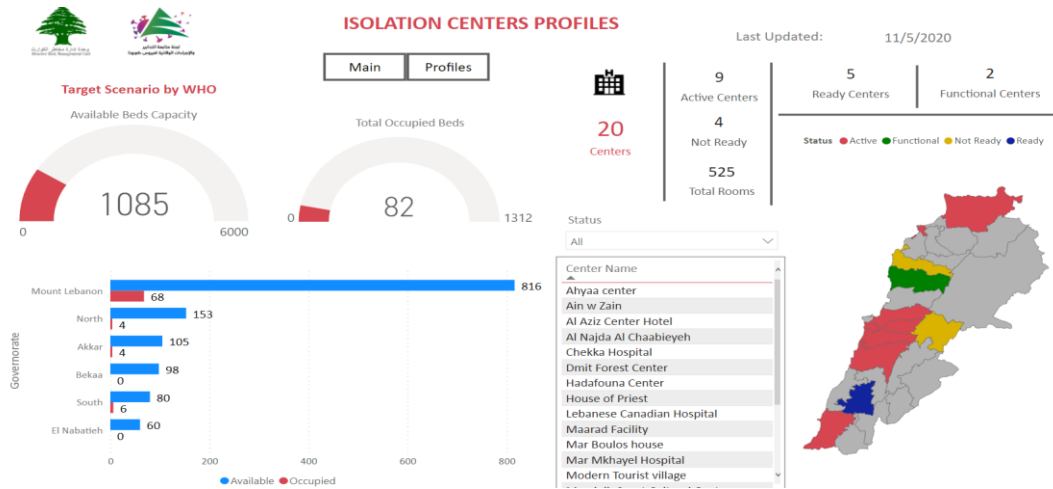 ISOLATION CENTERS PROFILES
Last Updated: 11/5/2020
Main
Profiles
Target Scenario by WHO
Available Beds Capacity
1085
0
6000
Total Occupied Beds
82
0
1312
20
Centers
9
Active Centers
4
Not Ready
525
Total Rooms
5
Ready Centers
2
Functional Centers
Status Active Functional Not Ready Ready
Status
All
Center Name
Ahyaa center
Ain w Zain
Al Aziz Center Hotel
Al Najda Al Chaabieyeh
Chekka Hospital
Dmit Forest Center
Hadafouna Center
House of Priest
Lebanese Canadian Hospital
Maarad Facility
Mar Boulos house
Mar Mkhayel Hospital
Modern Tourist village
Governorate
Mount Lebanon 816
68
North 153
4
Akkar 105
4
Bekaa 98
0
South 80
6
El Nabatieh 60
0
0 200 400 600 800
Available Occupied